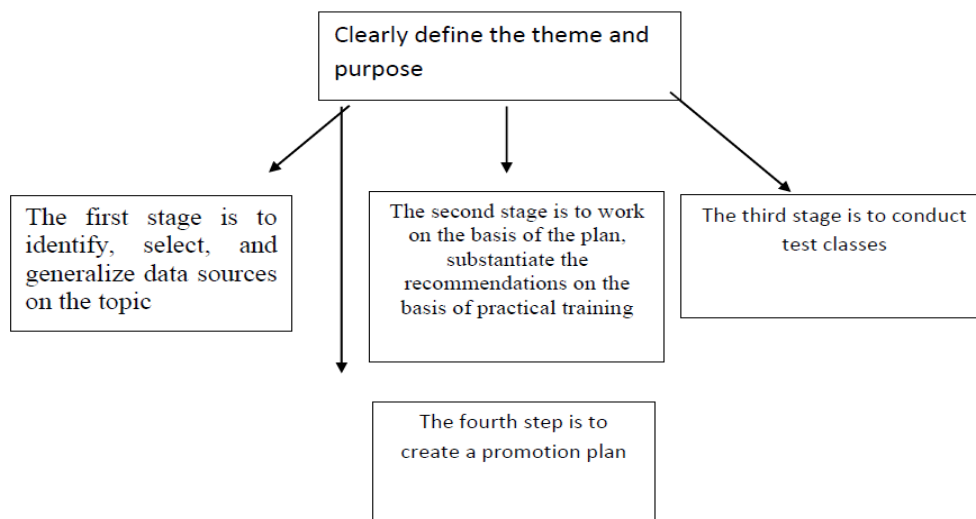 Clearly define the theme and
purpose
The first stage is to
identify, select, and
generalize data sources
on the topic
The second stage is to work
on the basis of the plan,
substantiate the
recommendations on the
basis of practical training
The third stage is to conduct
test classes
The fourth step is to
create a promotion plan